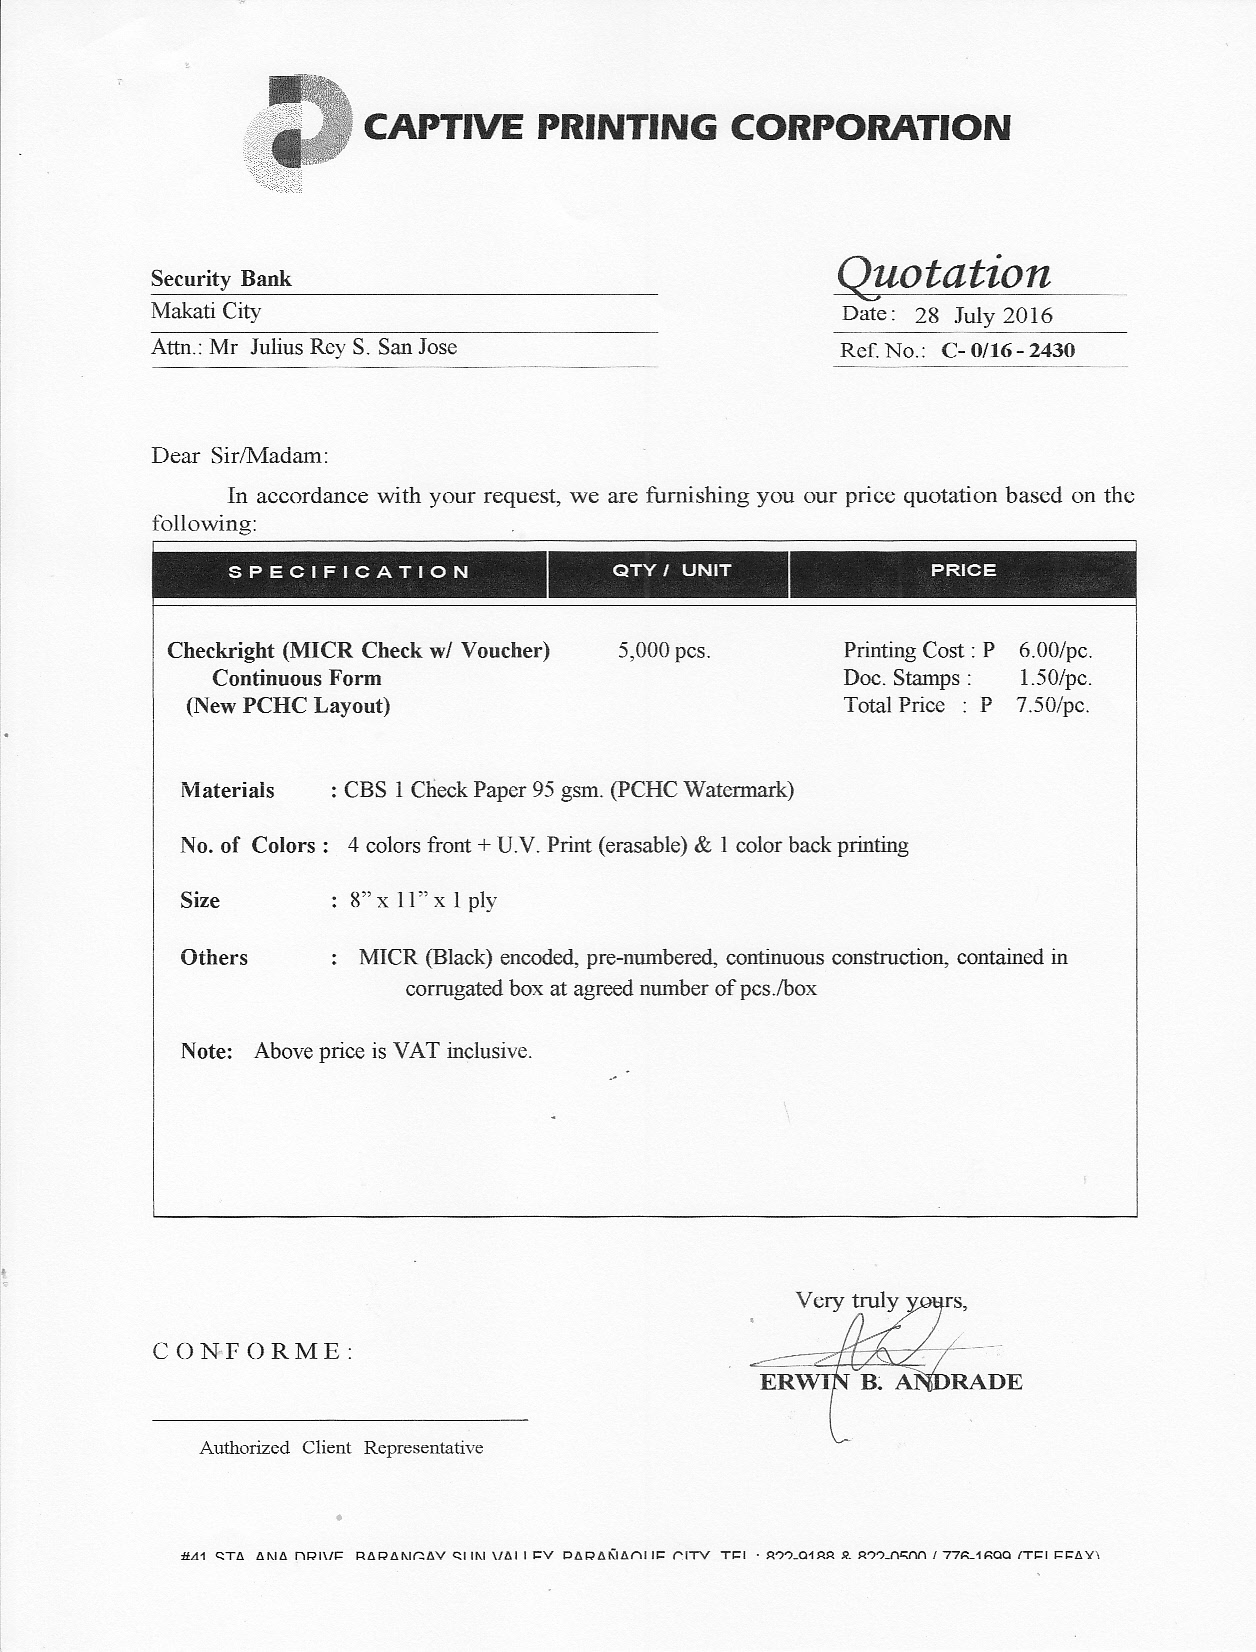 CAPTIVE PRINTING CORPORATION
Security Bank
Makati City
Attn.: Mr Julius Rey S. San Jose
Quotation
Date: 28 July 2016
Ref. No.: C- 0/16 - 2430
Dear Sir/Madam:
In accordance with your request, we are furnishing you our price quotation based on the
following:
SPECIFICATION QTY / UNIT PRICE
Checkright (MICR Check w/ Voucher) 5,000 pcs. Printing Cost : P 6.00/pc.
Continuous Form Doc. Stamps : 1.50/pc.
(New PCHC Layout) Total Price : P 7.50/pc.
Materials : CBS 1 Check Paper 95 gsm. (PCHC Watermark)
No. of Colors : 4 colors front + U.V. Print (erasable) & 1 color back printing
Size : 8” x 11” x 1 ply
Others : MICR (Black) encoded, pre-numbered, continuous construction, contained in
corrugated box at agreed number of pcs./box
Note: Above price is VAT inclusive.
Very truly yours,
CONFORME:
ERWIN B. ANDRADE
Authorized Client Representative
#41 STA. ANA DRIVE, BARANGAY SUN VALLEY, PARAÑAQUE CITY TEL.: 822-9188 & 822-0500 / 776-1699 (TELEFAX)